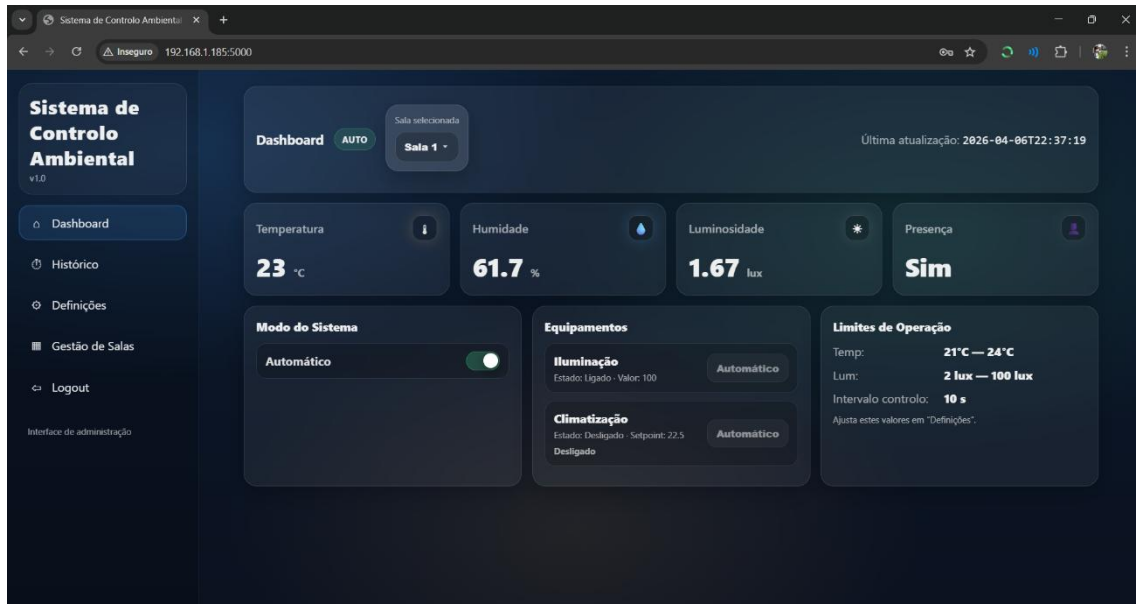 Sistema de Controlo Ambiental
Inseguro 192.168.1.185:5000
Sistema de
Controlo
Ambiental
v1.0
Dashboard
Histórico
Definições
Gestão de Salas
Logout
Interface de administração
Dashboard AUTO
Sala selecionada
Sala 1
Última atualização: 2026-04-06T22:37:19
Temperatura
23 °C
Humidade
61.7 %
Luminosidade
1.67 lux
Presença
Sim
Modo do Sistema
Automático
Equipamentos
Iluminação
Estado: Ligado · Valor: 100
Automático
Climatização
Estado: Desligado · Setpoint: 22.5
Desligado
Automático
Limites de Operação
Temp: 21°C — 24°C
Lum: 2 lux — 100 lux
Intervalo controlo: 10 s
Ajusta estes valores em "Definições".